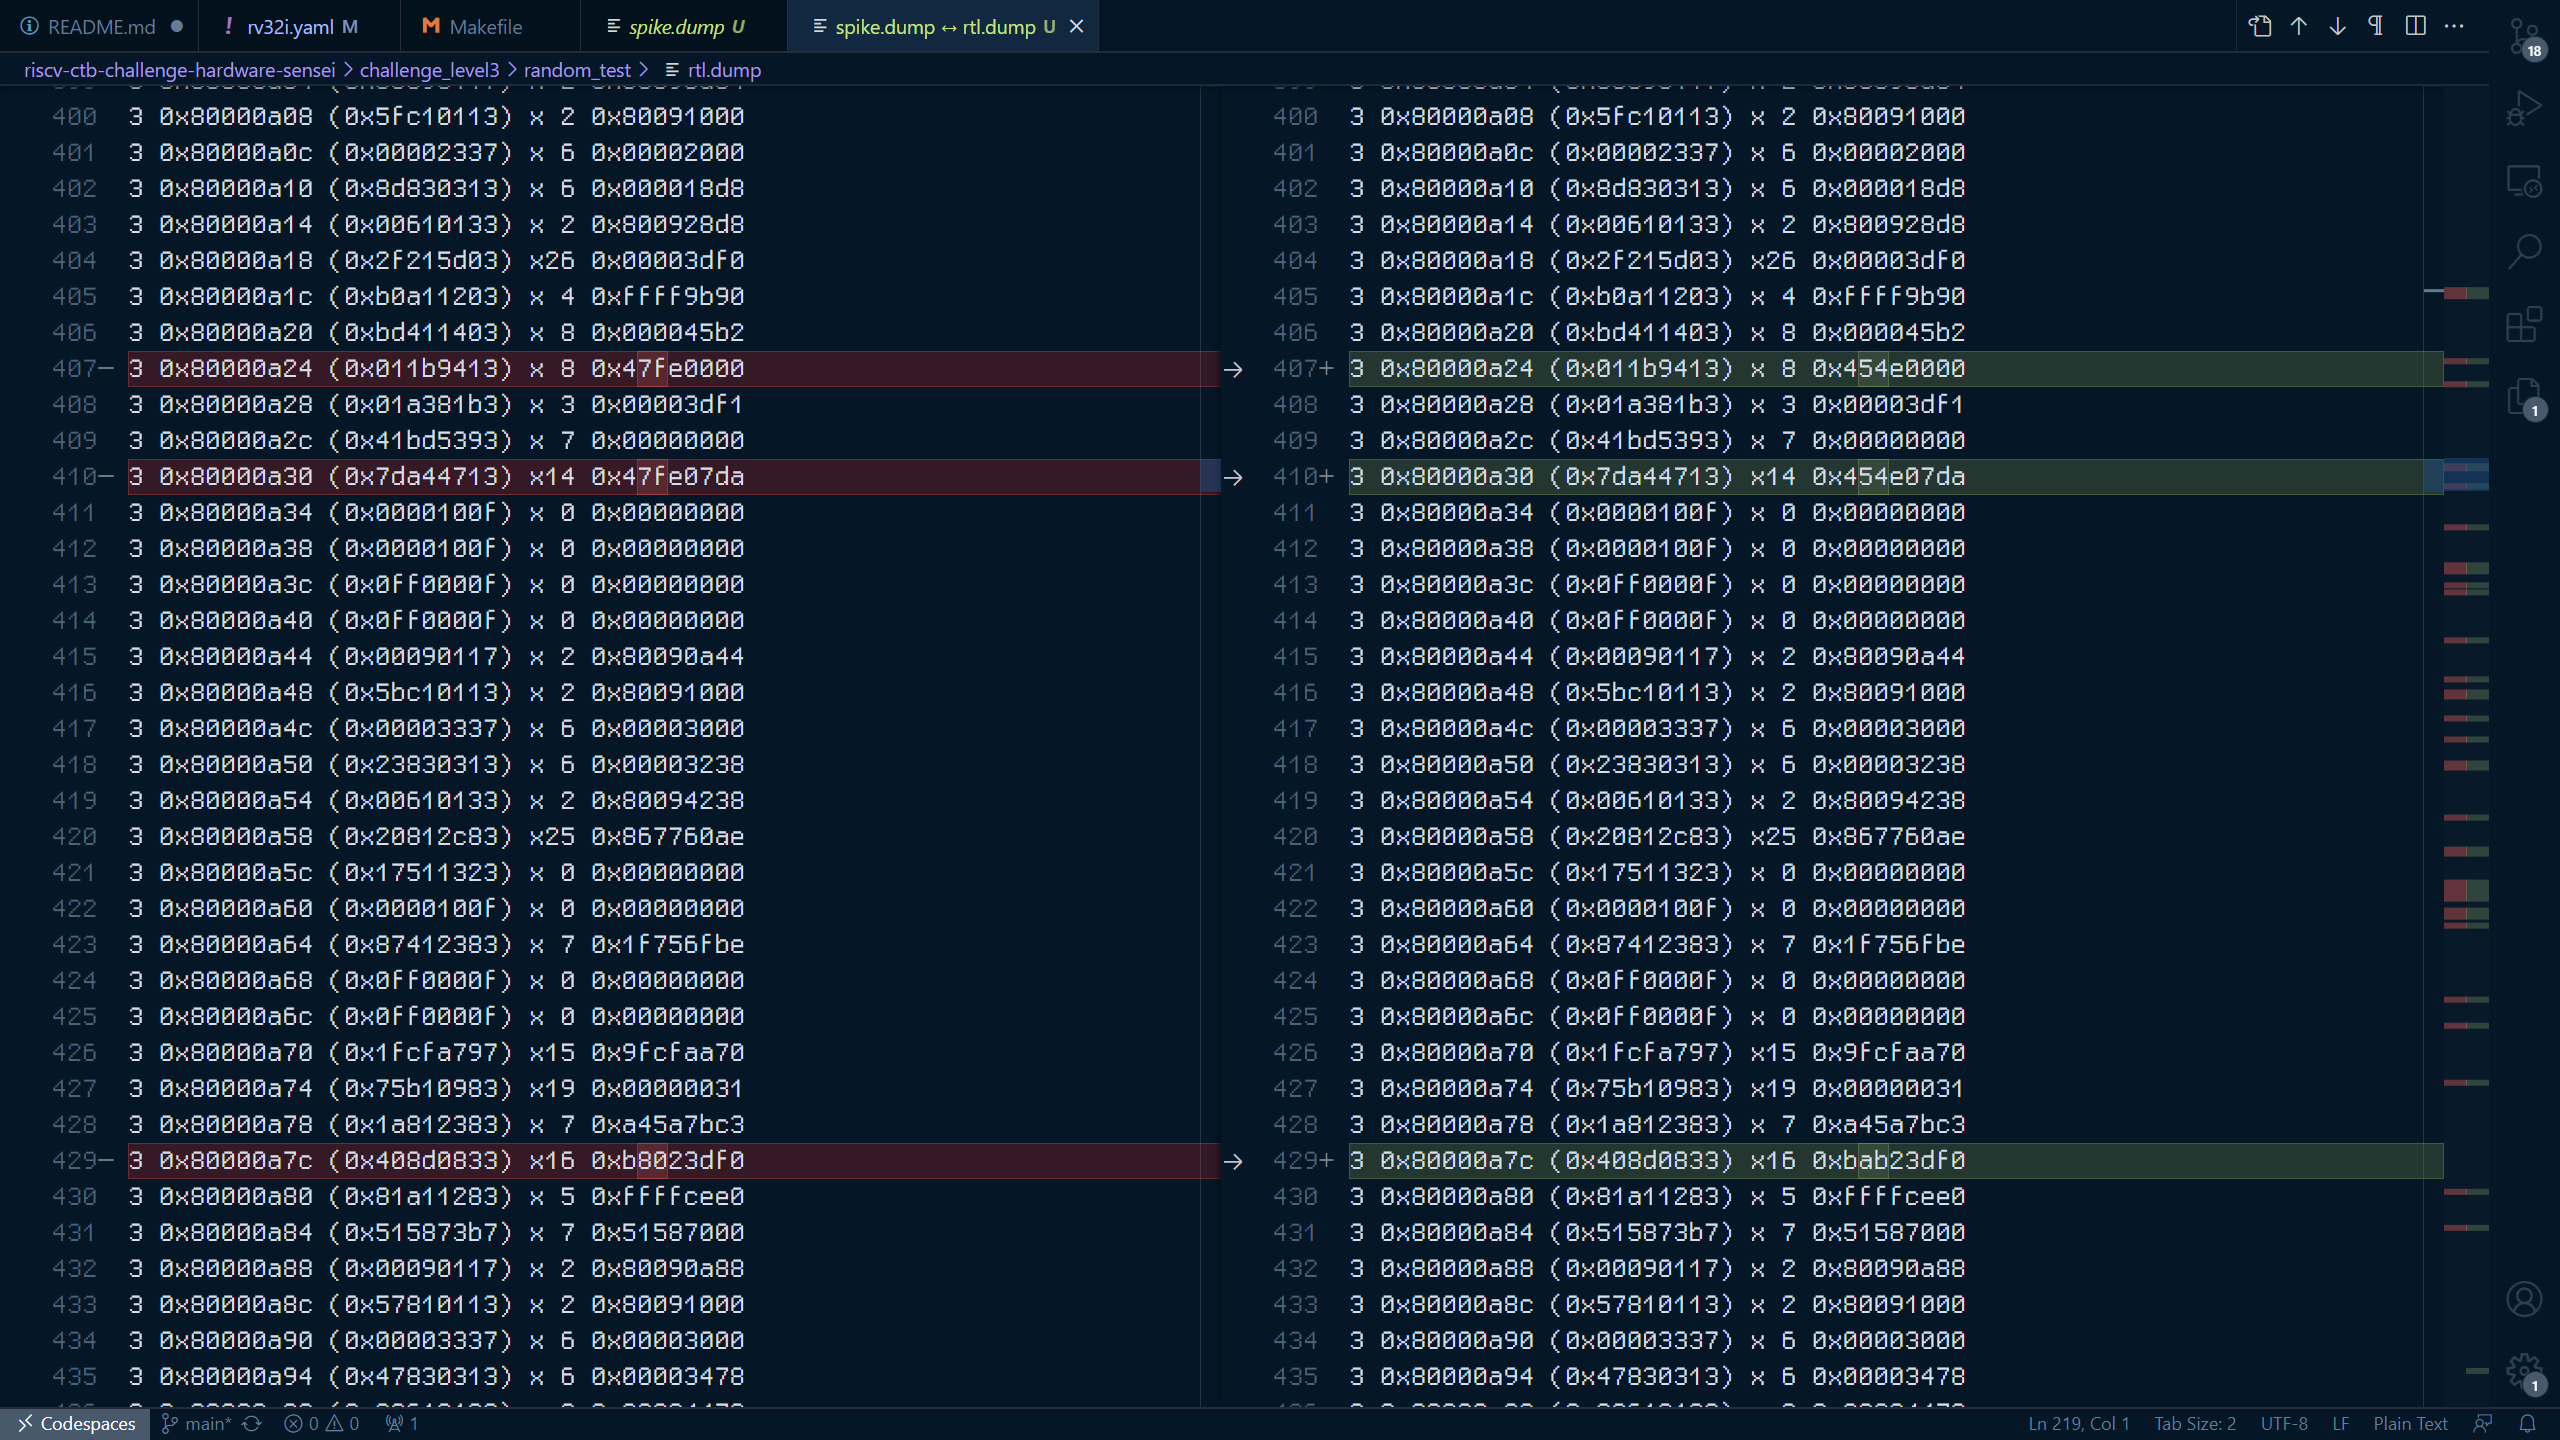 README.md rv32i.yaml M Makefile spike.dump U spike.dump ↔ rtl.dump U
riscv-ctb-challenge-hardware-sensei > challenge_level3 > random_test > rtl.dump
400 3 0x80000a08 (0x5fc10113) x 2 0x80091000 400 3 0x80000a08 (0x5fc10113) x 2 0x80091000
401 3 0x80000a0c (0x00002337) x 6 0x00002000 401 3 0x80000a0c (0x00002337) x 6 0x00002000
402 3 0x80000a10 (0x8d830313) x 6 0x000018d8 402 3 0x80000a10 (0x8d830313) x 6 0x000018d8
403 3 0x80000a14 (0x00610133) x 2 0x800928d8 403 3 0x80000a14 (0x00610133) x 2 0x800928d8
404 3 0x80000a18 (0x2f215d03) x26 0x00003df0 404 3 0x80000a18 (0x2f215d03) x26 0x00003df0
405 3 0x80000a1c (0xb0a11203) x 4 0xffff9b90 405 3 0x80000a1c (0xb0a11203) x 4 0xffff9b90
406 3 0x80000a20 (0xbd411403) x 8 0x000045b2 406 3 0x80000a20 (0xbd411403) x 8 0x000045b2
407− 3 0x80000a24 (0x011b9413) x 8 0x47fe0000 → 407+ 3 0x80000a24 (0x011b9413) x 8 0x454e0000
408 3 0x80000a28 (0x01a381b3) x 3 0x00003df1 408 3 0x80000a28 (0x01a381b3) x 3 0x00003df1
409 3 0x80000a2c (0x41bd5393) x 7 0x00000000 409 3 0x80000a2c (0x41bd5393) x 7 0x00000000
410− 3 0x80000a30 (0x7da44713) x14 0x47fe07da → 410+ 3 0x80000a30 (0x7da44713) x14 0x454e07da
411 3 0x80000a34 (0x0000100f) x 0 0x00000000 411 3 0x80000a34 (0x0000100f) x 0 0x00000000
412 3 0x80000a38 (0x0000100f) x 0 0x00000000 412 3 0x80000a38 (0x0000100f) x 0 0x00000000
413 3 0x80000a3c (0x0ff0000f) x 0 0x00000000 413 3 0x80000a3c (0x0ff0000f) x 0 0x00000000
414 3 0x80000a40 (0x0ff0000f) x 0 0x00000000 414 3 0x80000a40 (0x0ff0000f) x 0 0x00000000
415 3 0x80000a44 (0x00090117) x 2 0x80090a44 415 3 0x80000a44 (0x00090117) x 2 0x80090a44
416 3 0x80000a48 (0x5bc10113) x 2 0x80091000 416 3 0x80000a48 (0x5bc10113) x 2 0x80091000
417 3 0x80000a4c (0x00003337) x 6 0x00003000 417 3 0x80000a4c (0x00003337) x 6 0x00003000
418 3 0x80000a50 (0x23830313) x 6 0x00003238 418 3 0x80000a50 (0x23830313) x 6 0x00003238
419 3 0x80000a54 (0x00610133) x 2 0x80094238 419 3 0x80000a54 (0x00610133) x 2 0x80094238
420 3 0x80000a58 (0x20812c83) x25 0x867760ae 420 3 0x80000a58 (0x20812c83) x25 0x867760ae
421 3 0x80000a5c (0x17511323) x 0 0x00000000 421 3 0x80000a5c (0x17511323) x 0 0x00000000
422 3 0x80000a60 (0x0000100f) x 0 0x00000000 422 3 0x80000a60 (0x0000100f) x 0 0x00000000
423 3 0x80000a64 (0x87412383) x 7 0x1f756fbe 423 3 0x80000a64 (0x87412383) x 7 0x1f756fbe
424 3 0x80000a68 (0x0ff0000f) x 0 0x00000000 424 3 0x80000a68 (0x0ff0000f) x 0 0x00000000
425 3 0x80000a6c (0x0ff0000f) x 0 0x00000000 425 3 0x80000a6c (0x0ff0000f) x 0 0x00000000
426 3 0x80000a70 (0x1fcfa797) x15 0x9fcfaa70 426 3 0x80000a70 (0x1fcfa797) x15 0x9fcfaa70
427 3 0x80000a74 (0x75b10983) x19 0x00000031 427 3 0x80000a74 (0x75b10983) x19 0x00000031
428 3 0x80000a78 (0x1a812383) x 7 0xa45a7bc3 428 3 0x80000a78 (0x1a812383) x 7 0xa45a7bc3
429− 3 0x80000a7c (0x408d0833) x16 0xb8023df0 → 429+ 3 0x80000a7c (0x408d0833) x16 0xbab23df0
430 3 0x80000a80 (0x81a11283) x 5 0xffffcee0 430 3 0x80000a80 (0x81a11283) x 5 0xffffcee0
431 3 0x80000a84 (0x515873b7) x 7 0x51587000 431 3 0x80000a84 (0x515873b7) x 7 0x51587000
432 3 0x80000a88 (0x00090117) x 2 0x80090a88 432 3 0x80000a88 (0x00090117) x 2 0x80090a88
433 3 0x80000a8c (0x57810113) x 2 0x80091000 433 3 0x80000a8c (0x57810113) x 2 0x80091000
434 3 0x80000a90 (0x00003337) x 6 0x00003000 434 3 0x80000a90 (0x00003337) x 6 0x00003000
435 3 0x80000a94 (0x47830313) x 6 0x00003478 435 3 0x80000a94 (0x47830313) x 6 0x00003478
18
1
1
Codespaces main* 0 0 1 Ln 219, Col 1 Tab Size: 2 UTF-8 LF Plain Text